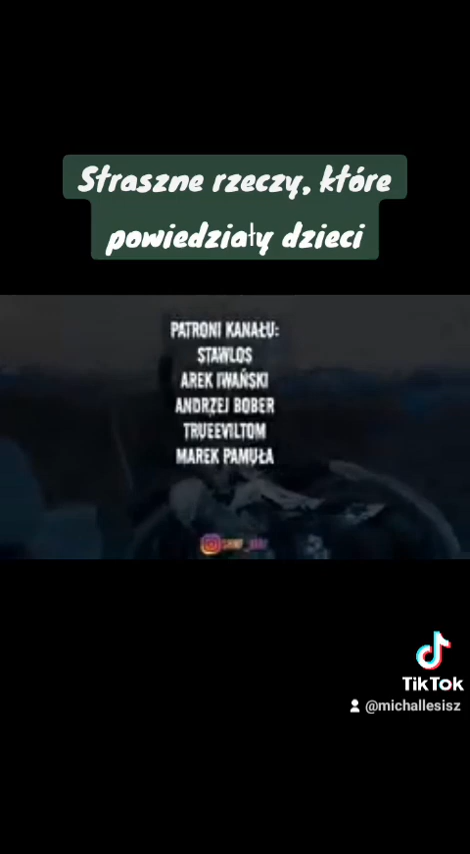 Straszne rzeczy, które
powiedziały dzieci
PATRONI KANAŁU:
STAWLOS
AREK IWAŃSKI
ANDRZEJ BOBER
TRUEEVILTOM
MAREK PAMUŁA
TikTok
@michallesisz